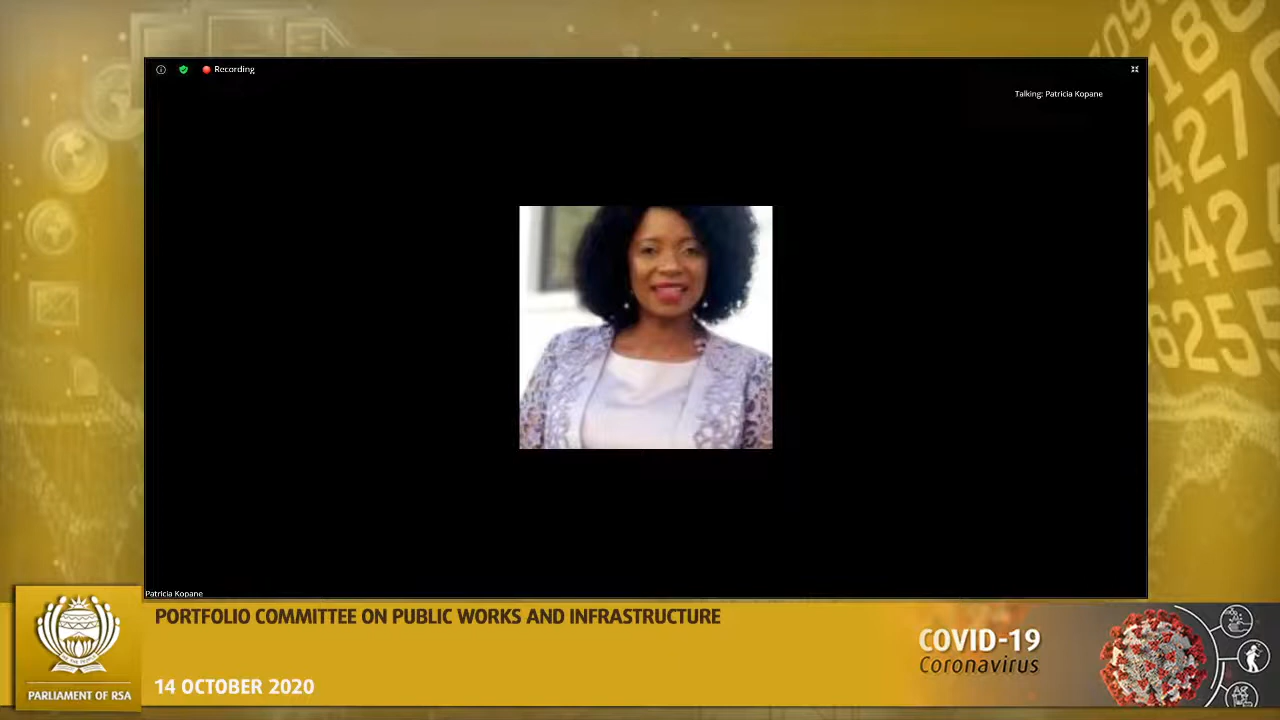 Recording
Talking: Patricia Kopane
Patricia Kopane
PORTFOLIO COMMITTEE ON PUBLIC WORKS AND INFRASTRUCTURE
COVID-19
Coronavirus
14 OCTOBER 2020
PARLIAMENT OF RSA